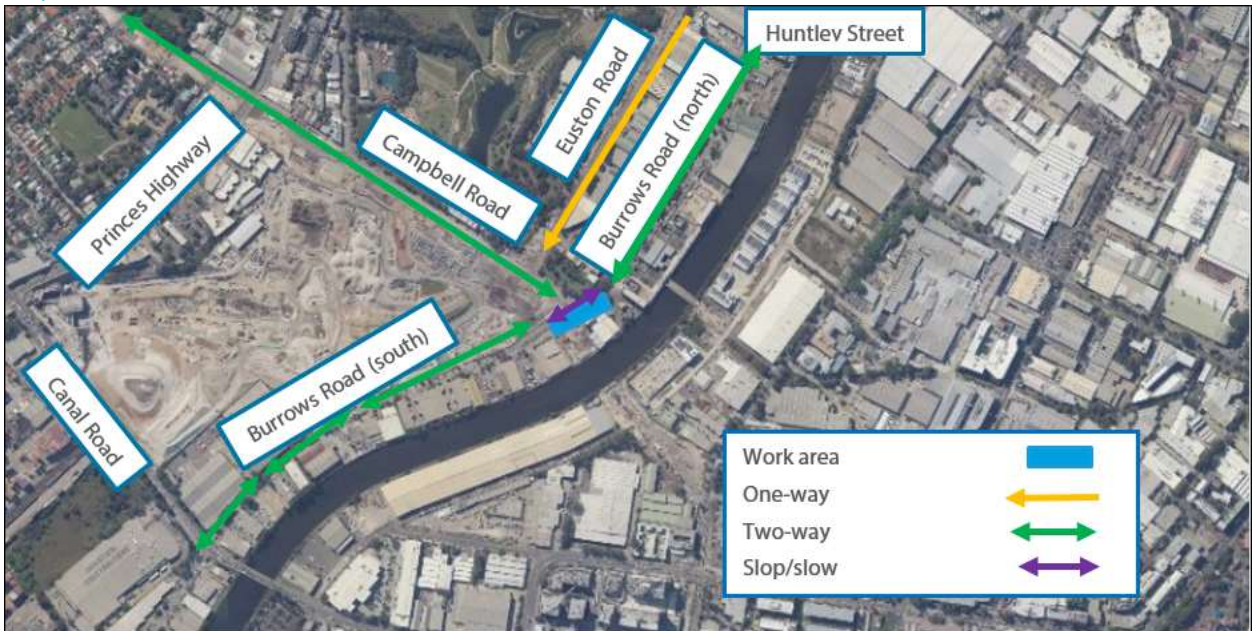 Huntley Street
Euston Road
Burrows Road (north)
Campbell Road
Princes Highway
Burrows Road (south)
Canal Road
Work area
One-way
Two-way
Slop/slow